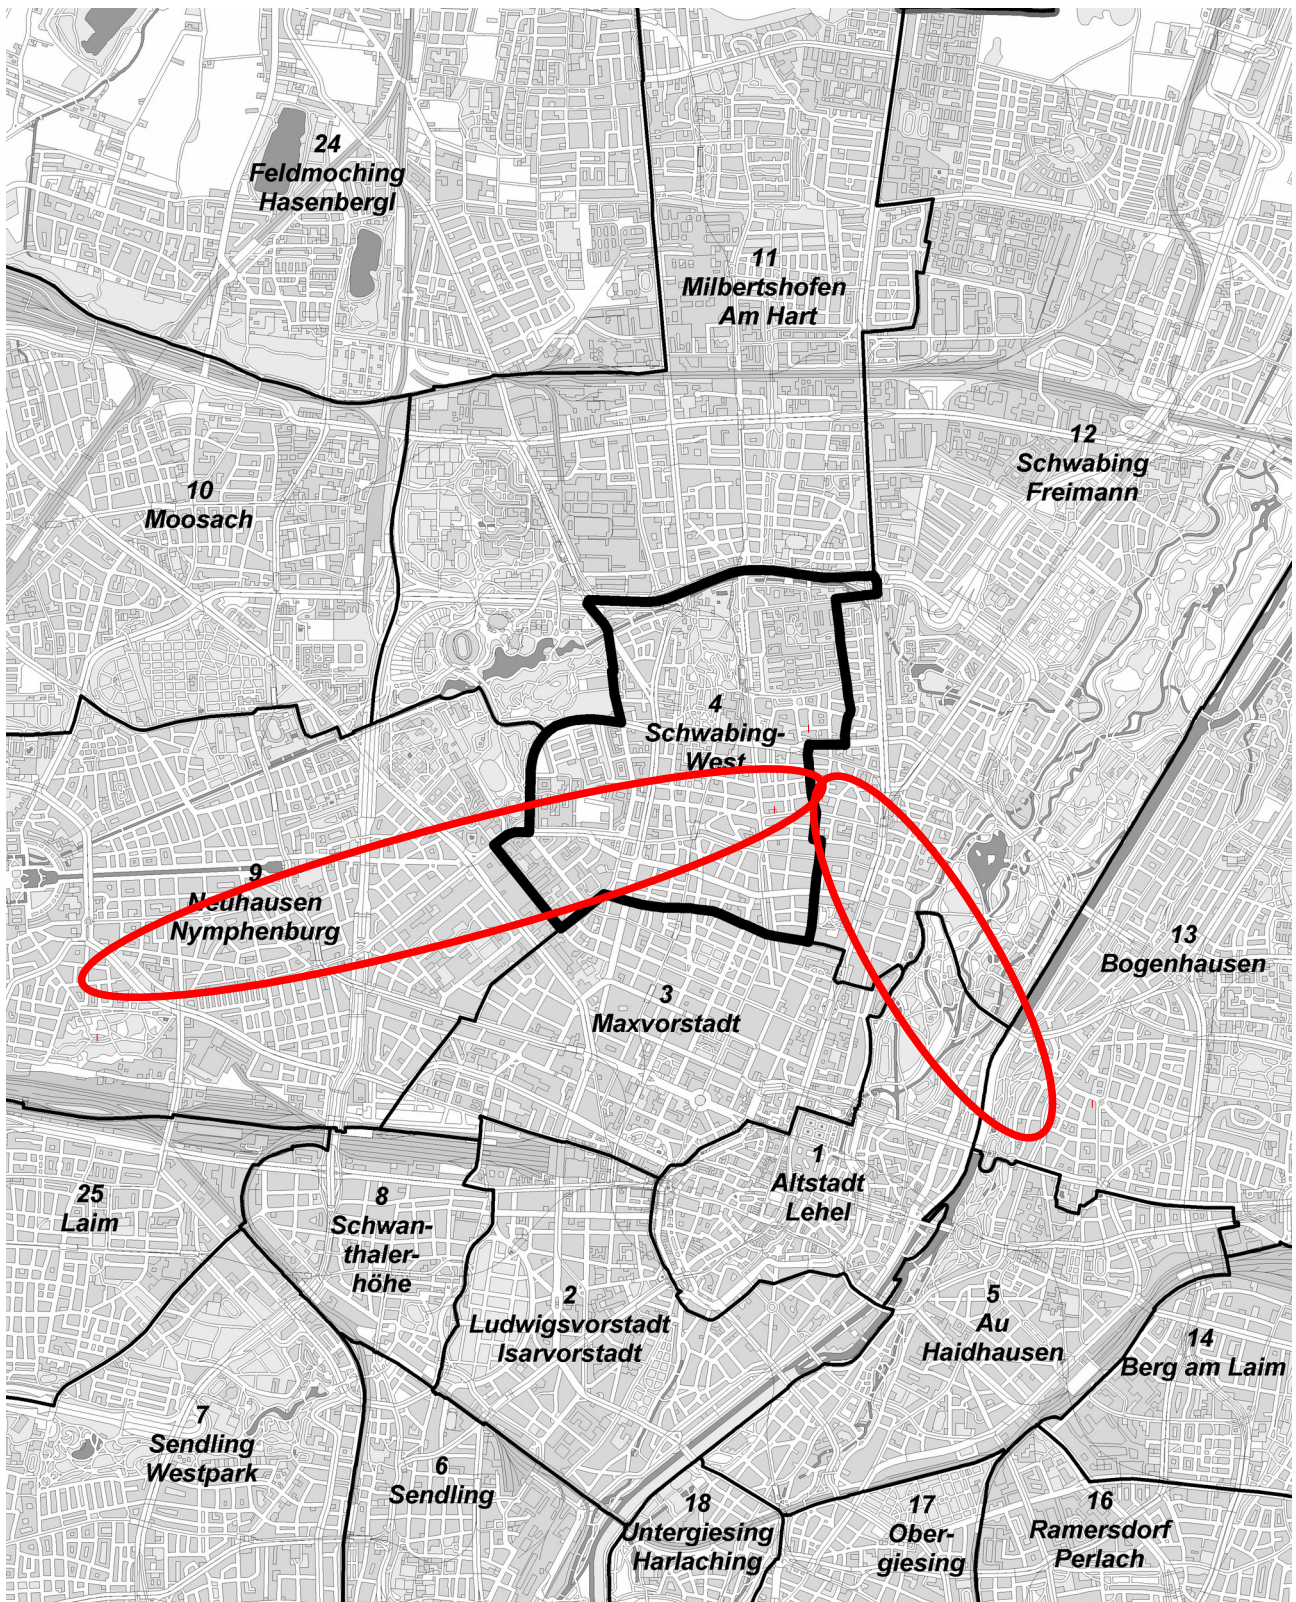 24
Feldmoching
Hasenbergl
11
Milbertshofen
Am Hart
12
Schwabing
Freimann
10
Moosach
4
Schwabing-
West
9
Neuhausen
Nymphenburg
13
Bogenhausen
3
Maxvorstadt
1
Altstadt
Lehel
25
Laim
8
Schwan-
thaler-
höhe
2
Ludwigsvorstadt
Isarvorstadt
5
Au
Haidhausen
14
Berg am Laim
7
Sendling
Westpark
6
Sendling
18
Untergiesing
Harlaching
17
Ober-
giesing
16
Ramersdorf
Perlach